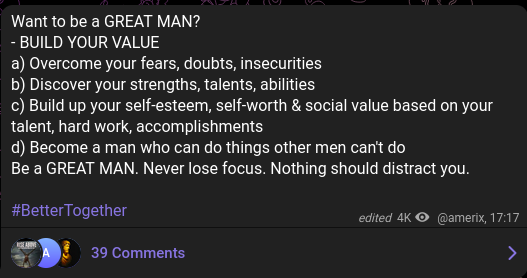 Want to be a GREAT MAN?
- BUILD YOUR VALUE
a) Overcome your fears, doubts, insecurities
b) Discover your strengths, talents, abilities
c) Build up your self-esteem, self-worth & social value based on your
talent, hard work, accomplishments
d) Become a man who can do things other men can't do
Be a GREAT MAN. Never lose focus. Nothing should distract you.
#BetterTogether
edited 4K @amerix, 17:17
A
39 Comments